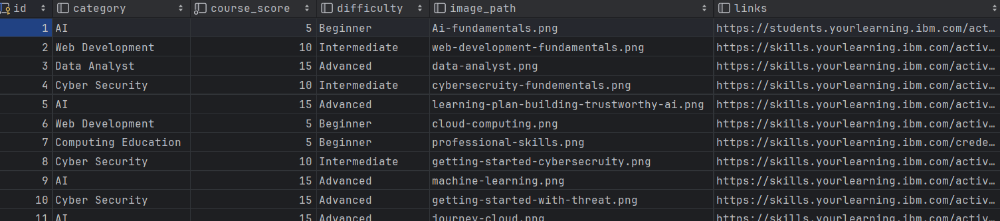 id category course_score difficulty image_path links
1 AI 5 Beginner Ai-fundamentals.png https://students.yourlearning.ibm.com/act…
2 Web Development 10 Intermediate web-development-fundamentals.png https://skills.yourlearning.ibm.com/activ…
3 Data Analyst 15 Advanced data-analyst.png https://skills.yourlearning.ibm.com/activ…
4 Cyber Security 10 Intermediate cybersecruity-fundementals.png https://skills.yourlearning.ibm.com/activ…
5 AI 15 Advanced learning-plan-building-trustworthy-ai.png https://skills.yourlearning.ibm.com/activ…
6 Web Development 5 Beginner cloud-computing.png https://skills.yourlearning.ibm.com/activ…
7 Computing Education 5 Beginner professional-skills.png https://skills.yourlearning.ibm.com/crede…
8 Cyber Security 10 Intermediate getting-started-cybersecruity.png https://skills.yourlearning.ibm.com/activ…
9 AI 15 Advanced machine-learning.png https://skills.yourlearning.ibm.com/activ…
10 Cyber Security 15 Advanced getting-started-with-threat.png https://skills.yourlearning.ibm.com/activ…
11 AI 15 Advanced journey-cloud.png https://skills.yourlearning.ibm.com/activ…